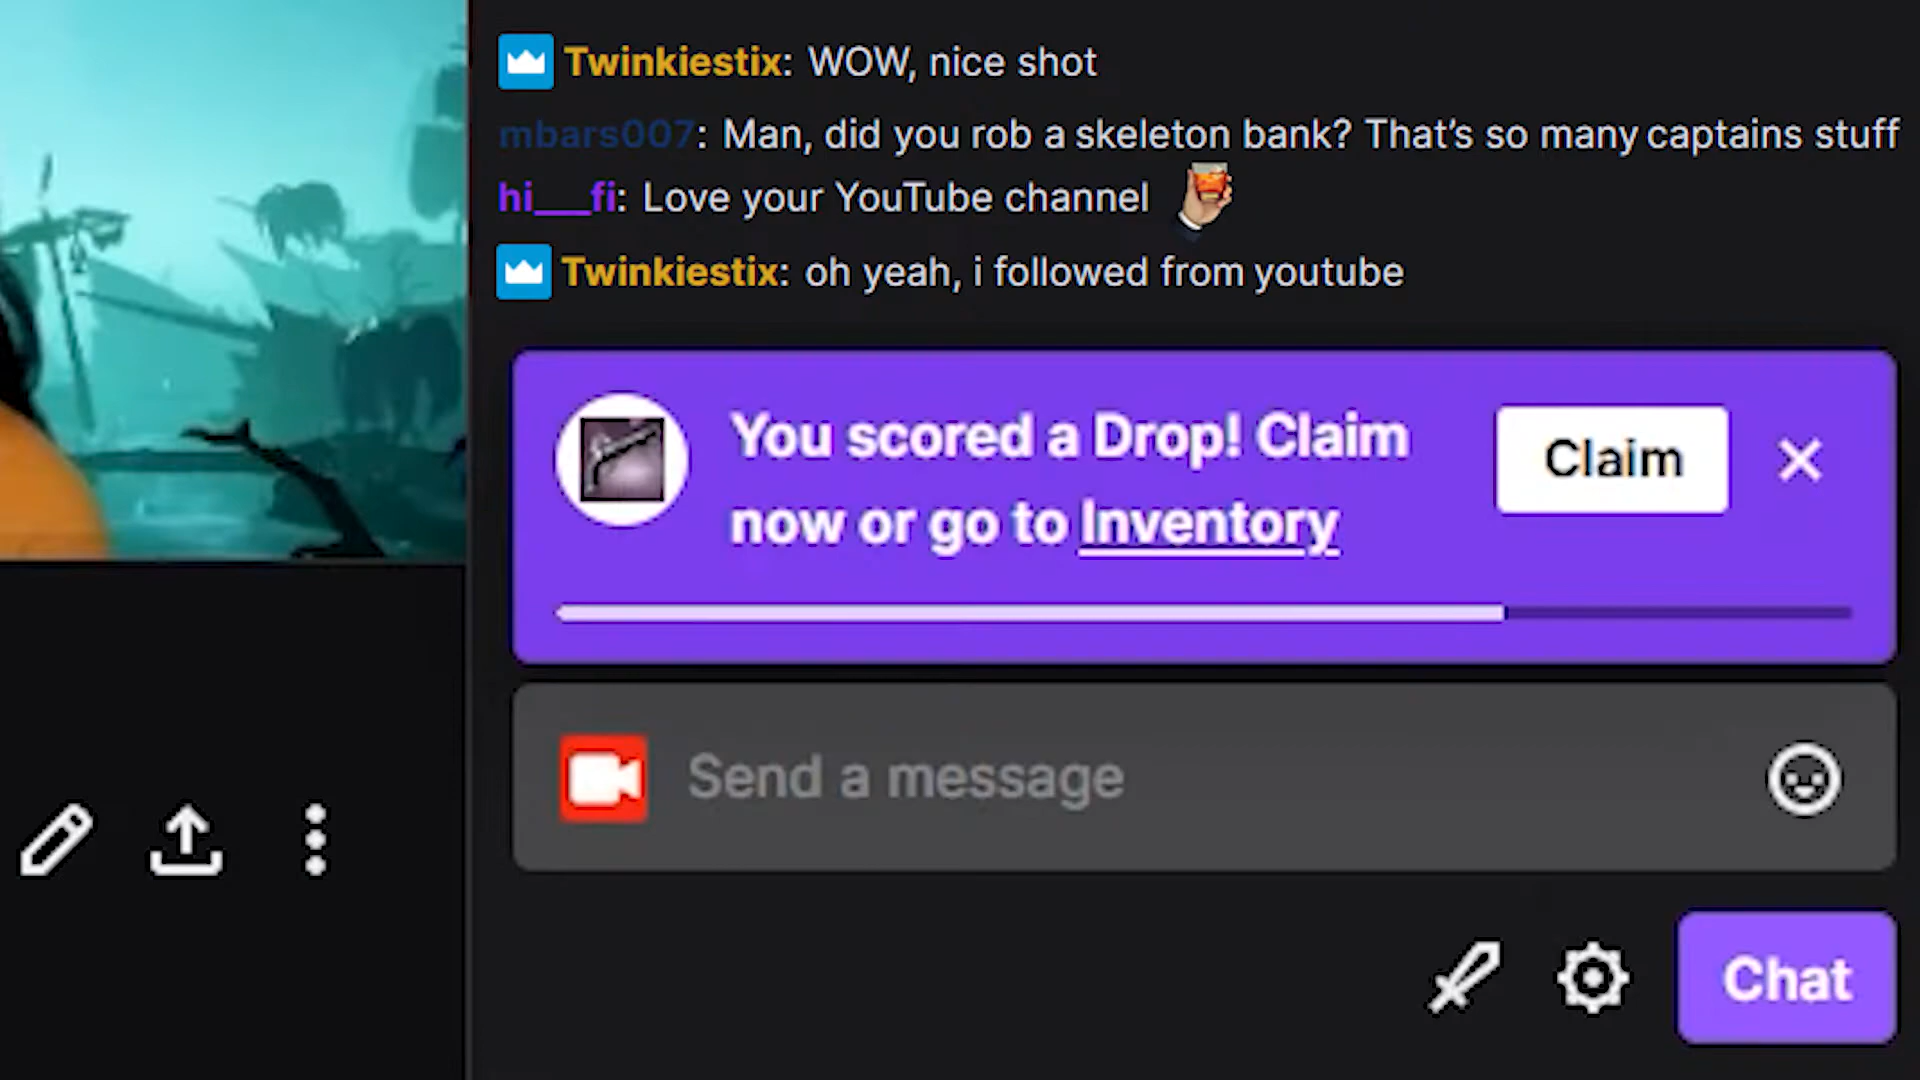 Twinkiestix: WOW, nice shot
mbars007: Man, did you rob a skeleton bank? That's so many captains stuff
hi___fi: Love your YouTube channel
Twinkiestix: oh yeah, i followed from youtube
You scored a Drop! Claim
now or go to Inventory
Claim
Send a message
Chat